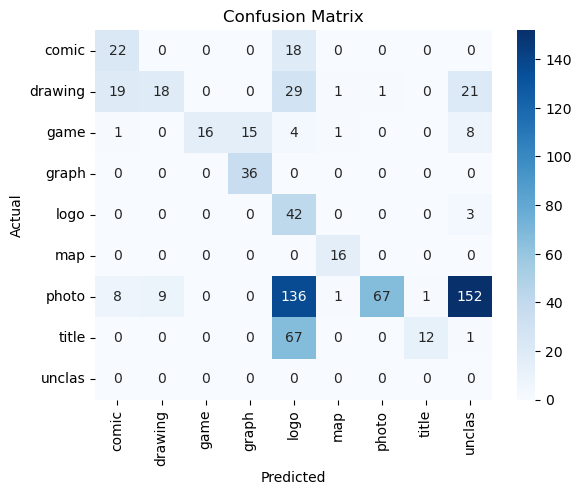 Confusion Matrix
comic 22 0 0 0 18 0 0 0 0
drawing 19 18 0 0 29 1 1 0 21
game 1 0 16 15 4 1 0 0 8
graph 0 0 0 36 0 0 0 0 0
logo 0 0 0 0 42 0 0 0 3
map 0 0 0 0 0 16 0 0 0
photo 8 9 0 0 136 1 67 1 152
title 0 0 0 0 67 0 0 12 1
unclas 0 0 0 0 0 0 0 0 0
comic drawing game graph logo map photo title unclas
Predicted
Actual
140
120
100
80
60
40
20
0